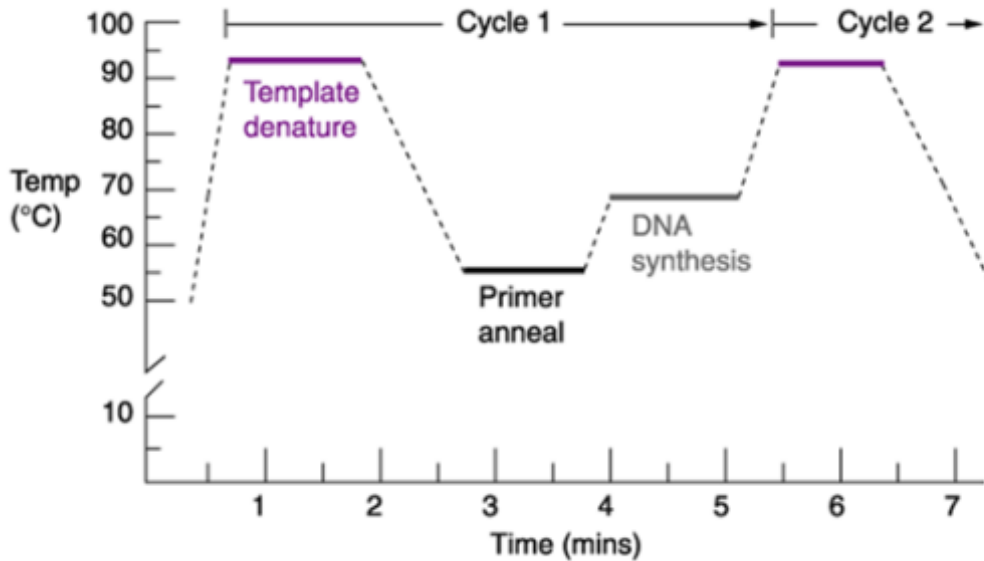 100
Cycle 1
Cycle 2
90
Template
denature
80
Temp
(°C)
70
DNA
synthesis
60
50
Primer
anneal
10
1 2 3 4 5 6 7
Time (mins)